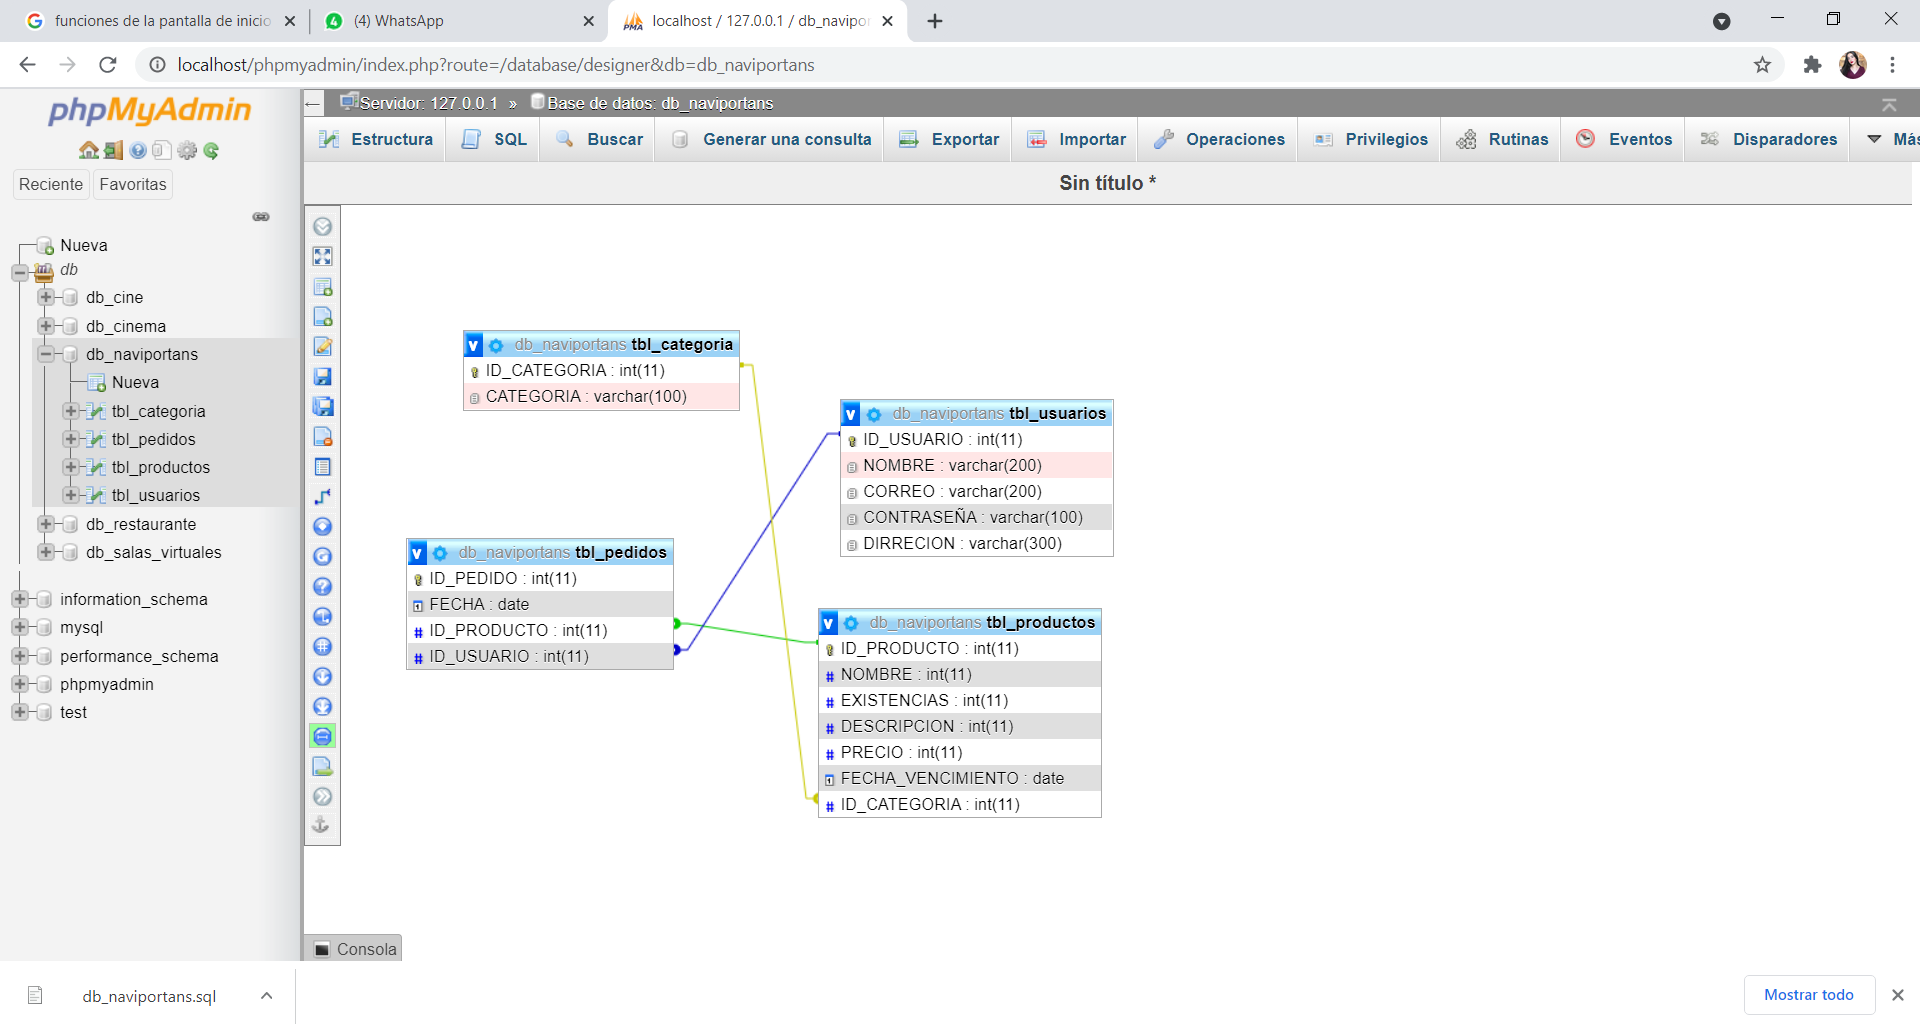 funciones de la pantalla de inicio
(4) WhatsApp
localhost / 127.0.0.1 / db_navipor
localhost/phpmyadmin/index.php?route=/database/designer&db=db_naviportans
phpMyAdmin
Servidor: 127.0.0.1 » Base de datos: db_naviportans
Estructura
SQL
Buscar
Generar una consulta
Exportar
Importar
Operaciones
Privilegios
Rutinas
Eventos
Disparadores
Más
Reciente
Favoritas
Sin título *
Nueva
db
db_cine
db_cinema
db_naviportans
Nueva
tbl_categoria
tbl_pedidos
tbl_productos
tbl_usuarios
db_restaurante
db_salas_virtuales
information_schema
mysql
performance_schema
phpmyadmin
test
v db_naviportans tbl_categoria
ID_CATEGORIA : int(11)
CATEGORIA : varchar(100)
v db_naviportans tbl_usuarios
ID_USUARIO : int(11)
NOMBRE : varchar(200)
CORREO : varchar(200)
CONTRASEÑA : varchar(100)
DIRRECION : varchar(300)
v db_naviportans tbl_pedidos
ID_PEDIDO : int(11)
FECHA : date
# ID_PRODUCTO : int(11)
# ID_USUARIO : int(11)
v db_naviportans tbl_productos
ID_PRODUCTO : int(11)
# NOMBRE : int(11)
# EXISTENCIAS : int(11)
# DESCRIPCION : int(11)
# PRECIO : int(11)
FECHA_VENCIMIENTO : date
# ID_CATEGORIA : int(11)
Consola
db_naviportans.sql
Mostrar todo